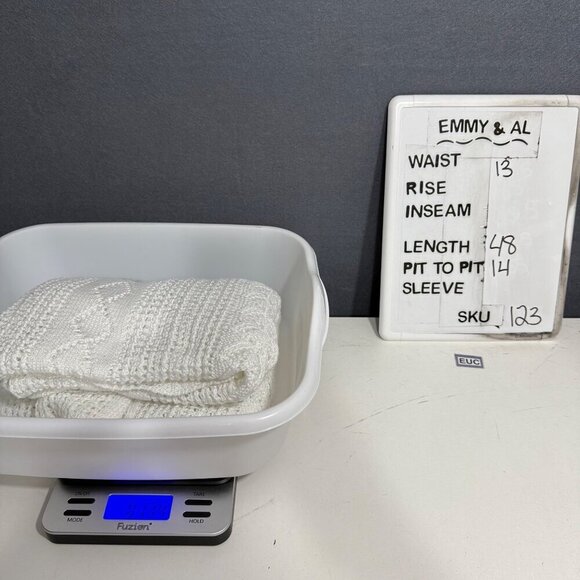 EMMY & AL
WAIST 13
RISE
INSEAM
LENGTH 48
PIT TO PIT 14
SLEEVE
SKU 123
EUC
TARE
MODE
HOLD
Fuzion